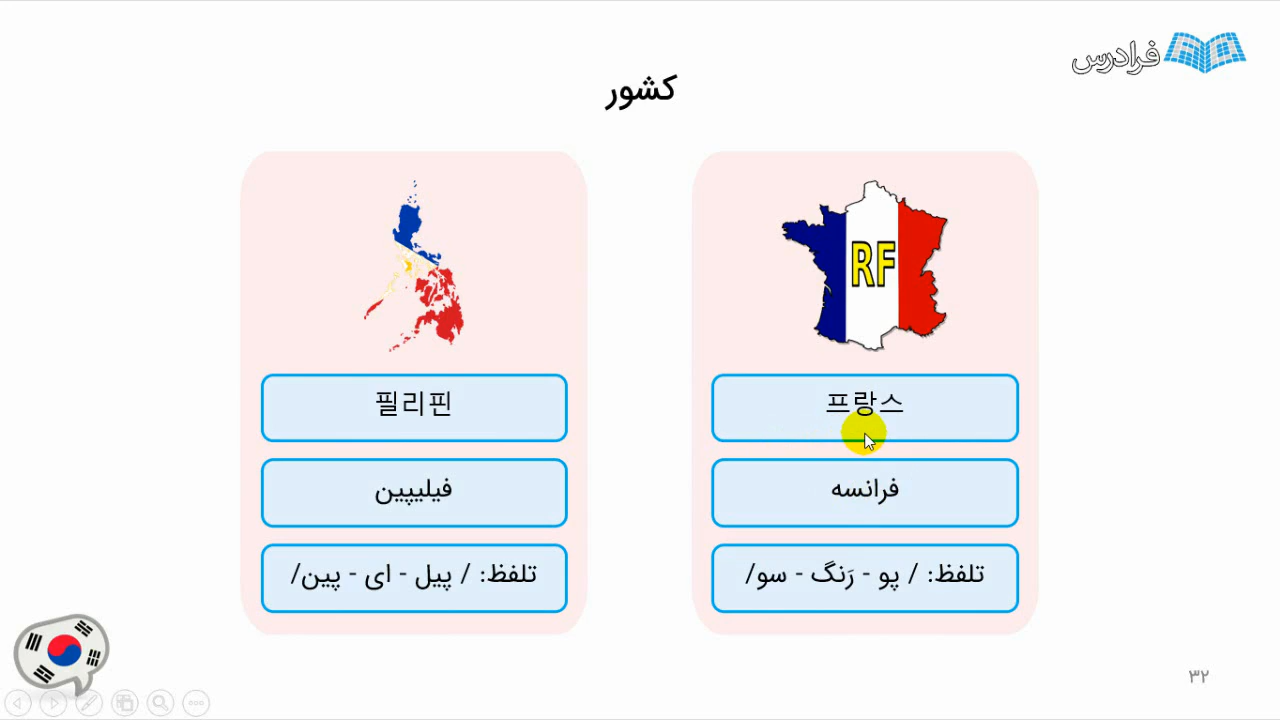 فرادرس
کشور
RF
프랑스
فرانسه
تلفظ: / پو - رَنگ - سو/
필리핀
فیلیپین
تلفظ: / پیل - ای - پین/
۳۲